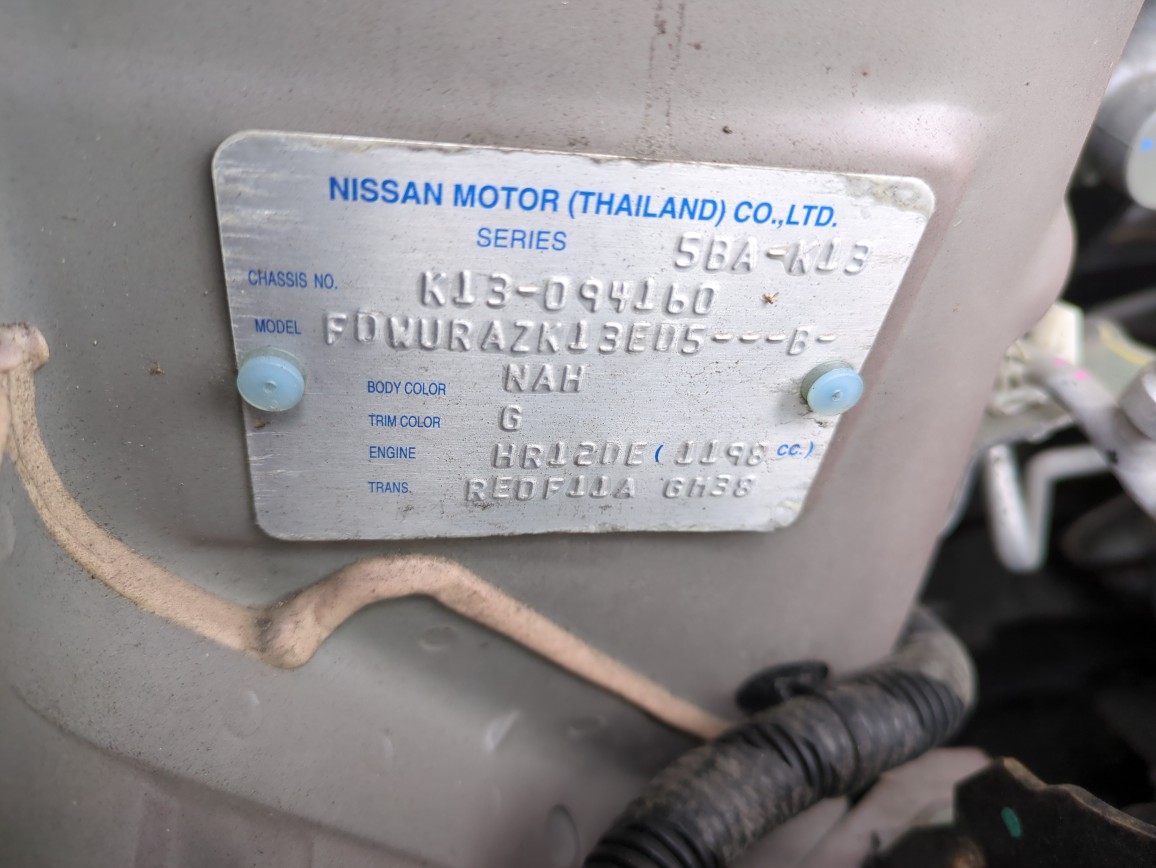 NISSAN MOTOR (THAILAND) CO.,LTD.
SERIES 5BA-K13
CHASSIS NO. K13-094160
MODEL FDWURAZK13ED5---B-
BODY COLOR NAH
TRIM COLOR G
ENGINE HR12DE ( 1198 CC.)
TRANS. RE0F11A GH38